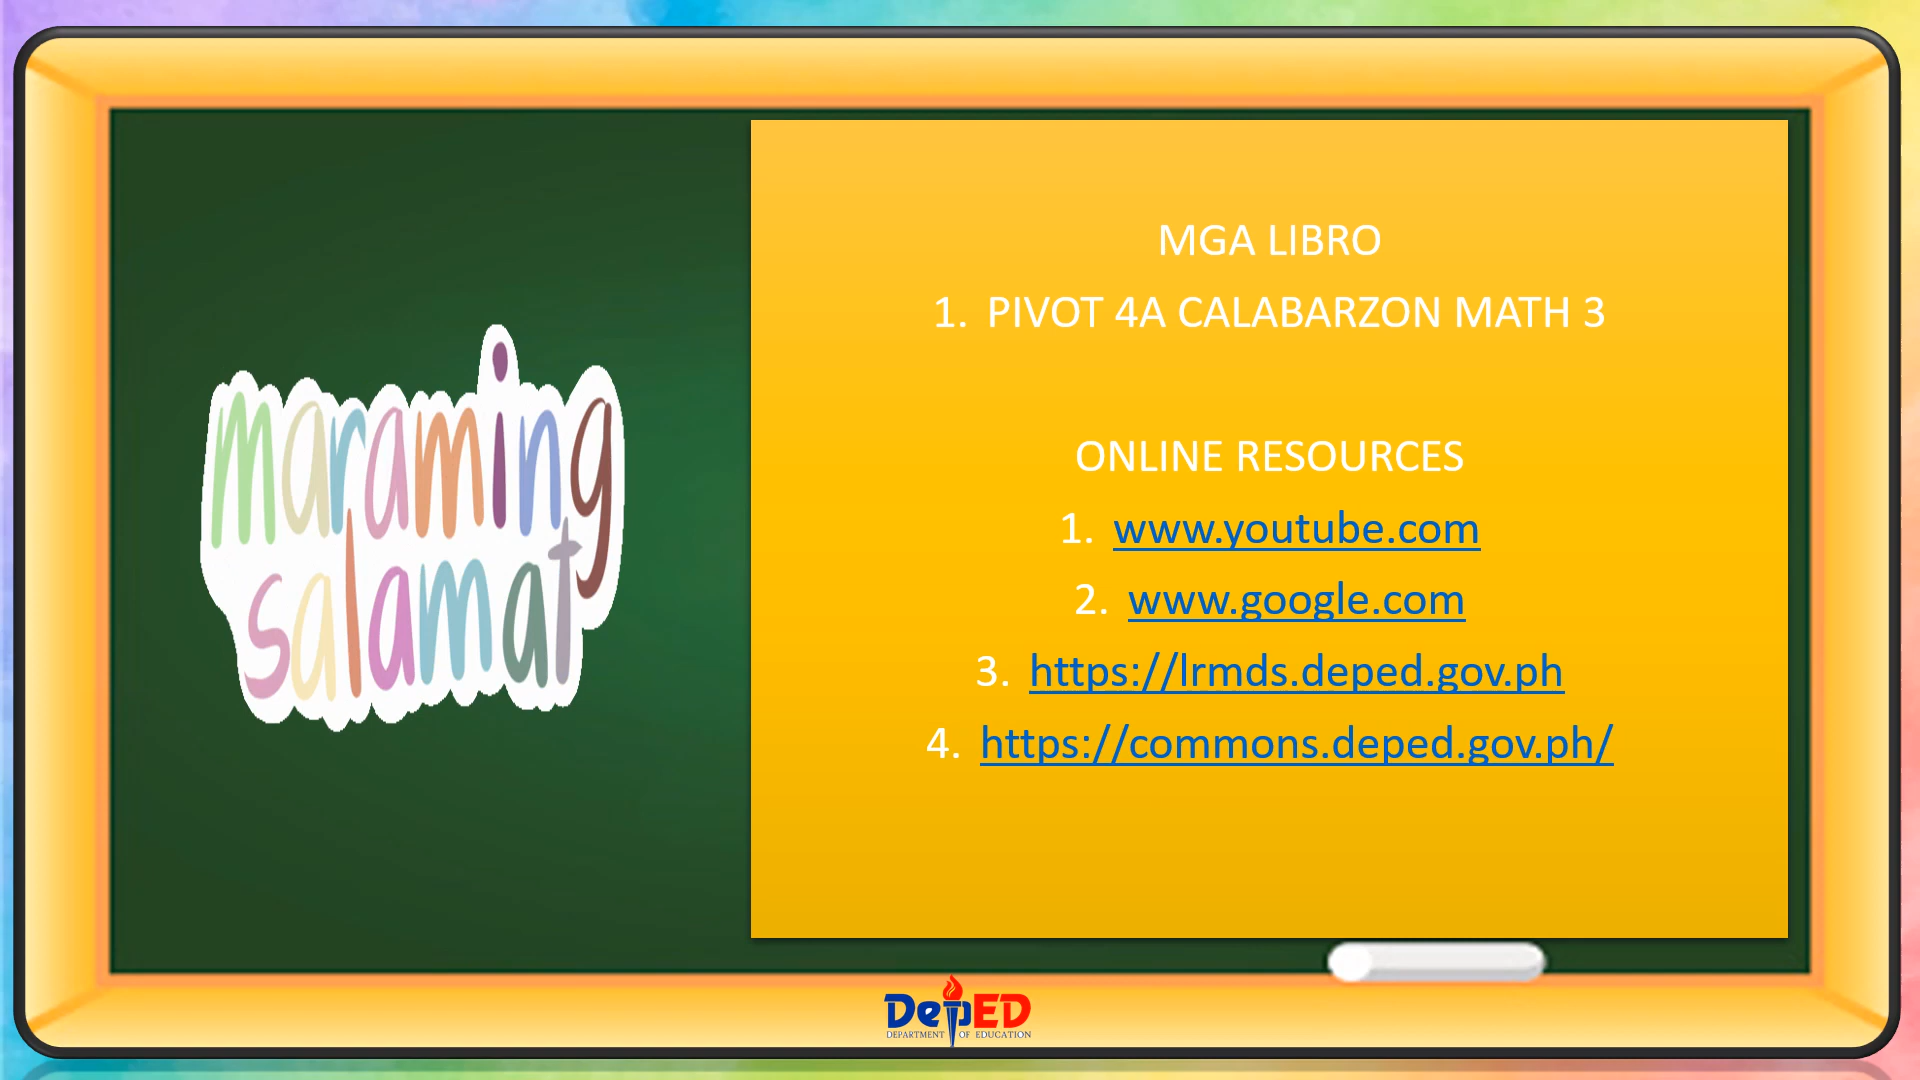 maraming
salamat
MGA LIBRO
1. PIVOT 4A CALABARZON MATH 3
ONLINE RESOURCES
1. www.youtube.com
2. www.google.com
3. https://lrmds.deped.gov.ph
4. https://commons.deped.gov.ph/
DepED
DEPARTMENT OF EDUCATION